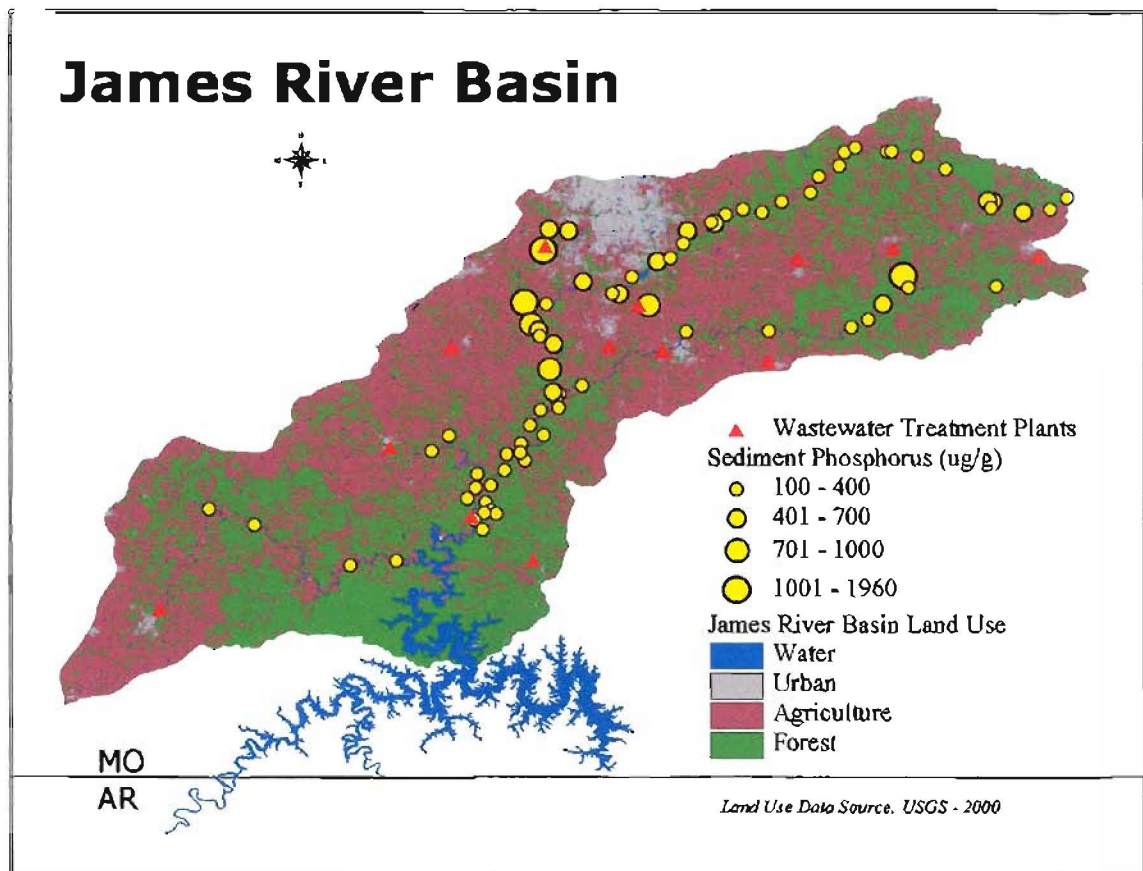 James River Basin
Wastewater Treatment Plants
Sediment Phosphorus (ug/g)
100 - 400
401 - 700
701 - 1000
1001 - 1960
James River Basin Land Use
Water
Urban
Agriculture
Forest
MO
AR
Land Use Data Source. USGS - 2000